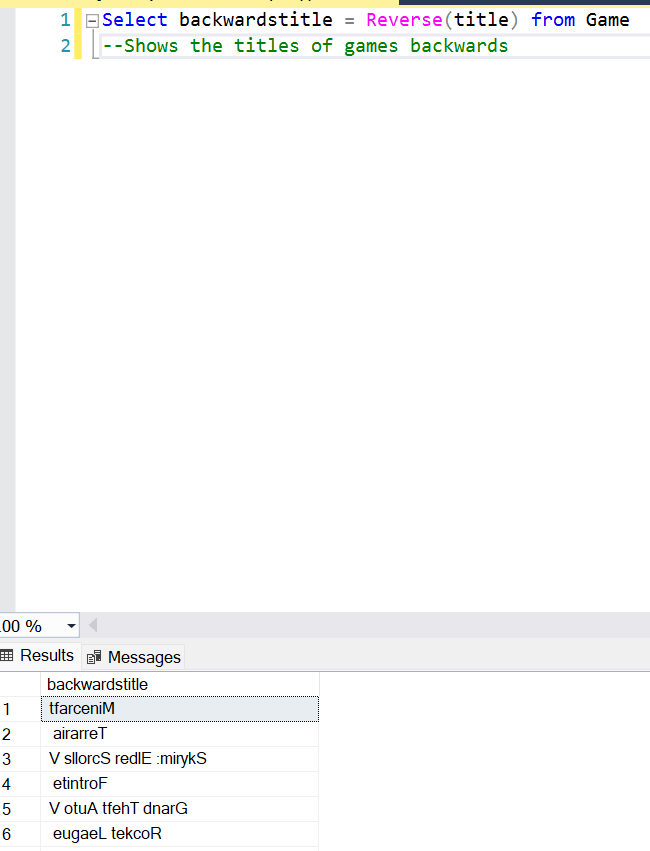 1 Select backwardstitle = Reverse(title) from Game
2 --Shows the titles of games backwards
.00 %
Results Messages
backwardstitle
1 tfarceniM
2 airarreT
3 V sllorcS redlE :mirykS
4 etintroF
5 V otuA tfehT dnarG
6 eugaeL tekcoR